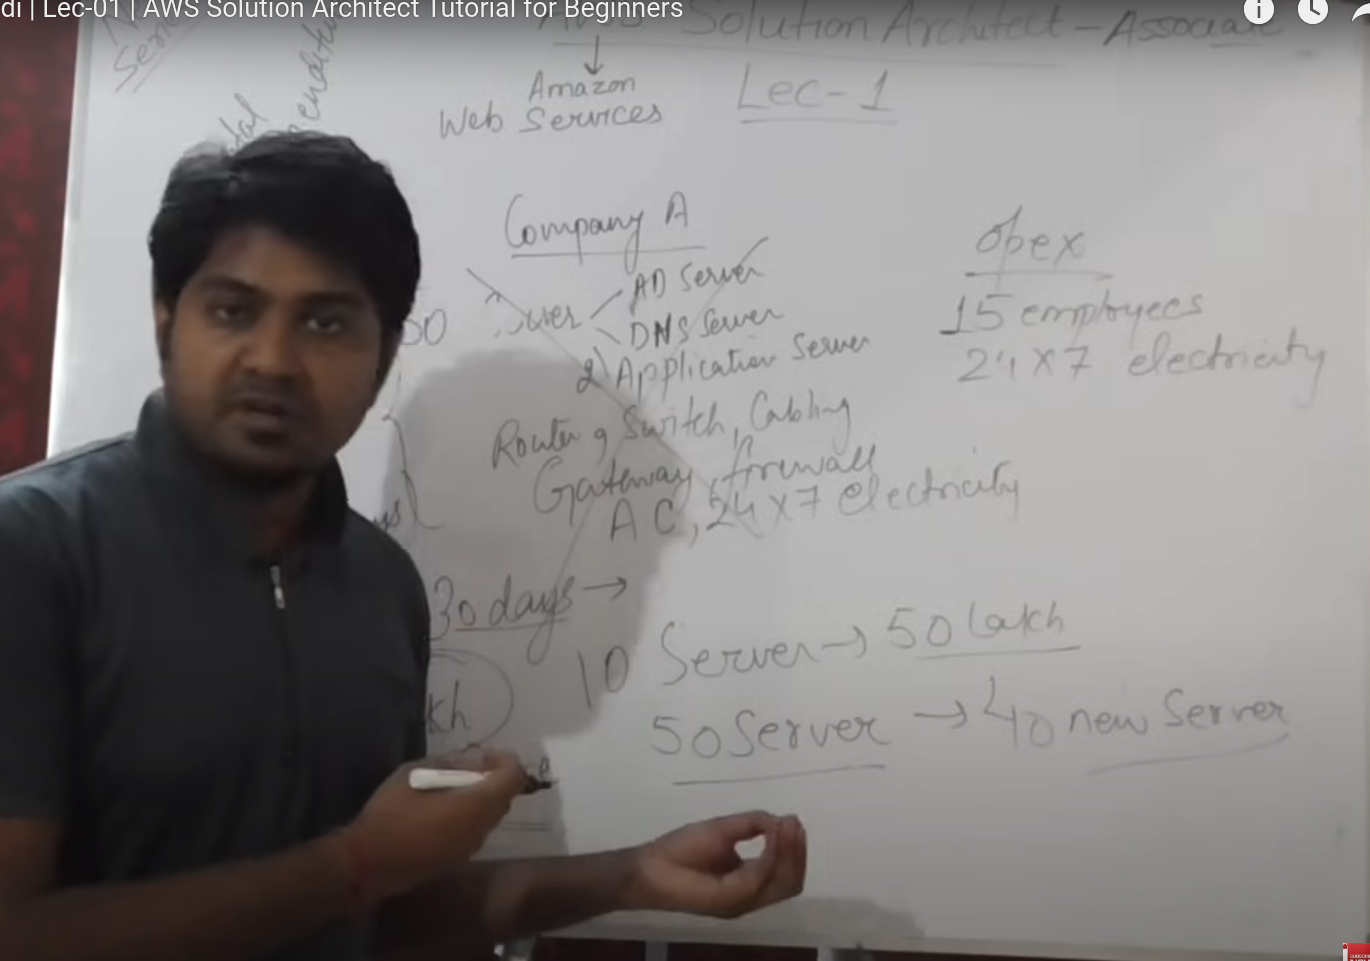 di | Lec-01 | AWS Solution Architect Tutorial for Beginners
AWS Solution Architect - Associate
Amazon
Web Services
Lec-1
Company A
AD Server
DNS Server
2) Application Server
Router, Switch, Cabling
Gateway, firewall
AC, 24x7 electricity
opex
15 employees
24x7 electricity
30 days →
10 Server → 50 lakh
50 Server → 40 new Server